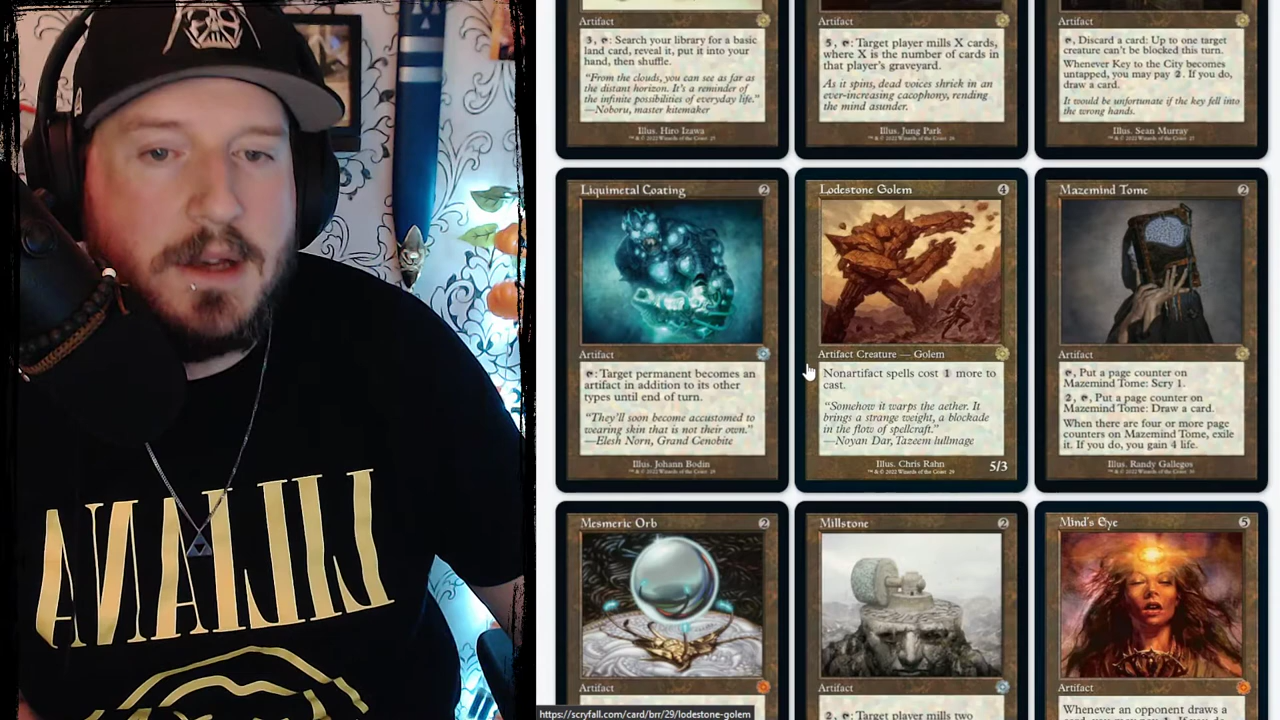 LILIANA
Artifact
3, T: Search your library for a basic
land card, reveal it, put it into your
hand, then shuffle.
"From the clouds, you can see as far as
the distant horizon. It's a reminder of
the infinite possibilities of everyday life."
—Noboru, master kitemaker
Illus. Hiro Izawa
Artifact
5, T: Target player mills X cards,
where X is the number of cards in
that player's graveyard.
As it spins, dead voices shriek in an
ever-increasing cacophony, rending
the mind asunder.
Illus. Jung Park
Artifact
T, Discard a card: Up to one target
creature can't be blocked this turn.
Whenever Key to the City becomes
untapped, you may pay 2. If you do,
draw a card.
It would be unfortunate if the key fell into
the wrong hands.
Illus. Sean Murray
Liquimetal Coating 2
Artifact
T: Target permanent becomes an
artifact in addition to its other
types until end of turn.
"They'll soon become accustomed to
wearing skin that is not their own."
—Elesh Norn, Grand Cenobite
Illus. Johann Bodin
Lodestone Golem 4
Artifact Creature — Golem
Nonartifact spells cost 1 more to
cast.
"Somehow it warps the aether. It
brings a strange weight, a blockade
in the flow of spellcraft."
—Noyan Dar, Tazeem lullmage
Illus. Chris Rahn
5/3
Mazemind Tome 2
Artifact
T, Put a page counter on
Mazemind Tome: Scry 1.
2, T, Put a page counter on
Mazemind Tome: Draw a card.
When there are four or more page
counters on Mazemind Tome, exile
it. If you do, you gain 4 life.
Illus. Randy Gallegos
Mesmeric Orb 2
Artifact
Millstone 2
Artifact
2, T: Target player mills two
Mind's Eye 5
Artifact
Whenever an opponent draws a
https://scryfall.com/card/brr/29/lodestone-golem